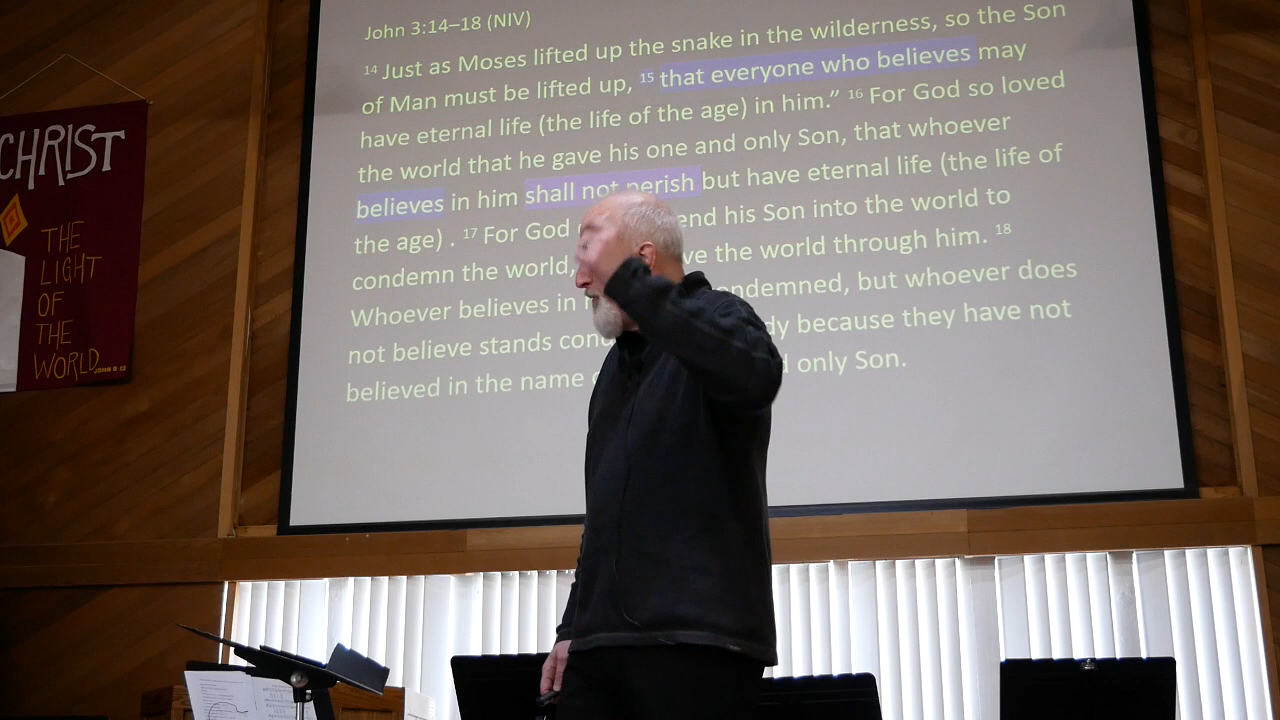 John 3:14–18 (NIV)
14 Just as Moses lifted up the snake in the wilderness, so the Son
of Man must be lifted up, 15 that everyone who believes may
have eternal life (the life of the age) in him.” 16 For God so loved
the world that he gave his one and only Son, that whoever
believes in him shall not perish but have eternal life (the life of
the age) . 17 For God end his Son into the world to
condemn the world, ve the world through him. 18
Whoever believes in ndemned, but whoever does
not believe stands con dy because they have not
believed in the name only Son.
CHRIST
THE
LIGHT
OF
THE
WORLD
JOHN 8 12